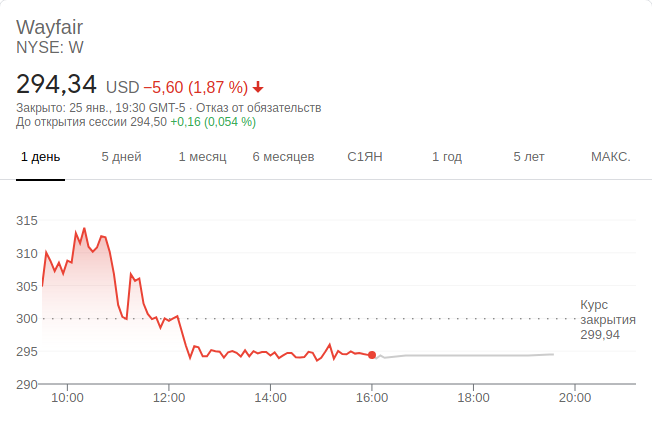 Wayfair
NYSE: W
294,34 USD −5,60 (1,87 %)
Закрыто: 25 янв., 19:30 GMT-5 · Отказ от обязательств
До открытия сессии 294,50 +0,16 (0,054 %)
1 день 5 дней 1 месяц 6 месяцев С1ЯН 1 год 5 лет МАКС.
315
310
305
300
295
290
Курс
закрытия
299,94
10:00 12:00 14:00 16:00 18:00 20:00